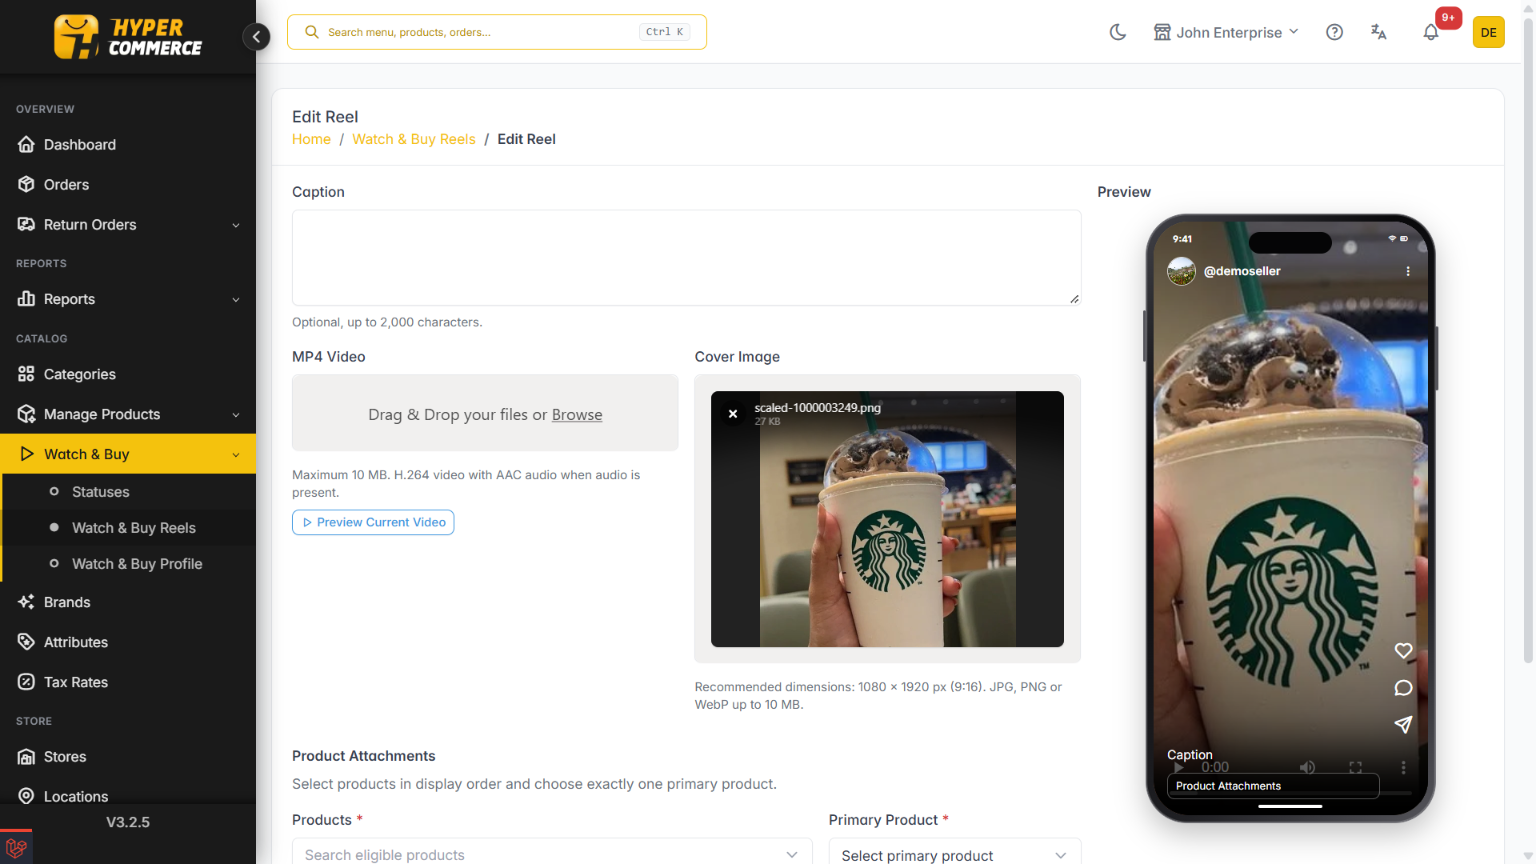 HYPER
COMMERCE
Search menu, products, orders...
Ctrl K
John Enterprise
9+
DE
OVERVIEW
Dashboard
Orders
Return Orders
REPORTS
Reports
CATALOG
Categories
Manage Products
Watch & Buy
Statuses
Watch & Buy Reels
Watch & Buy Profile
Brands
Attributes
Tax Rates
STORE
Stores
Locations
V3.2.5
Edit Reel
Home / Watch & Buy Reels / Edit Reel
Caption
Optional, up to 2,000 characters.
MP4 Video
Drag & Drop your files or Browse
Maximum 10 MB. H.264 video with AAC audio when audio is
present.
Preview Current Video
Cover Image
scaled-1000003249.png
27 KB
TM
Recommended dimensions: 1080 × 1920 px (9:16). JPG, PNG or
WebP up to 10 MB.
Product Attachments
Select products in display order and choose exactly one primary product.
Products *
Search eligible products
Primary Product *
Select primary product
Preview
9:41
@demoseller
TM
Caption
0:00
Product Attachments